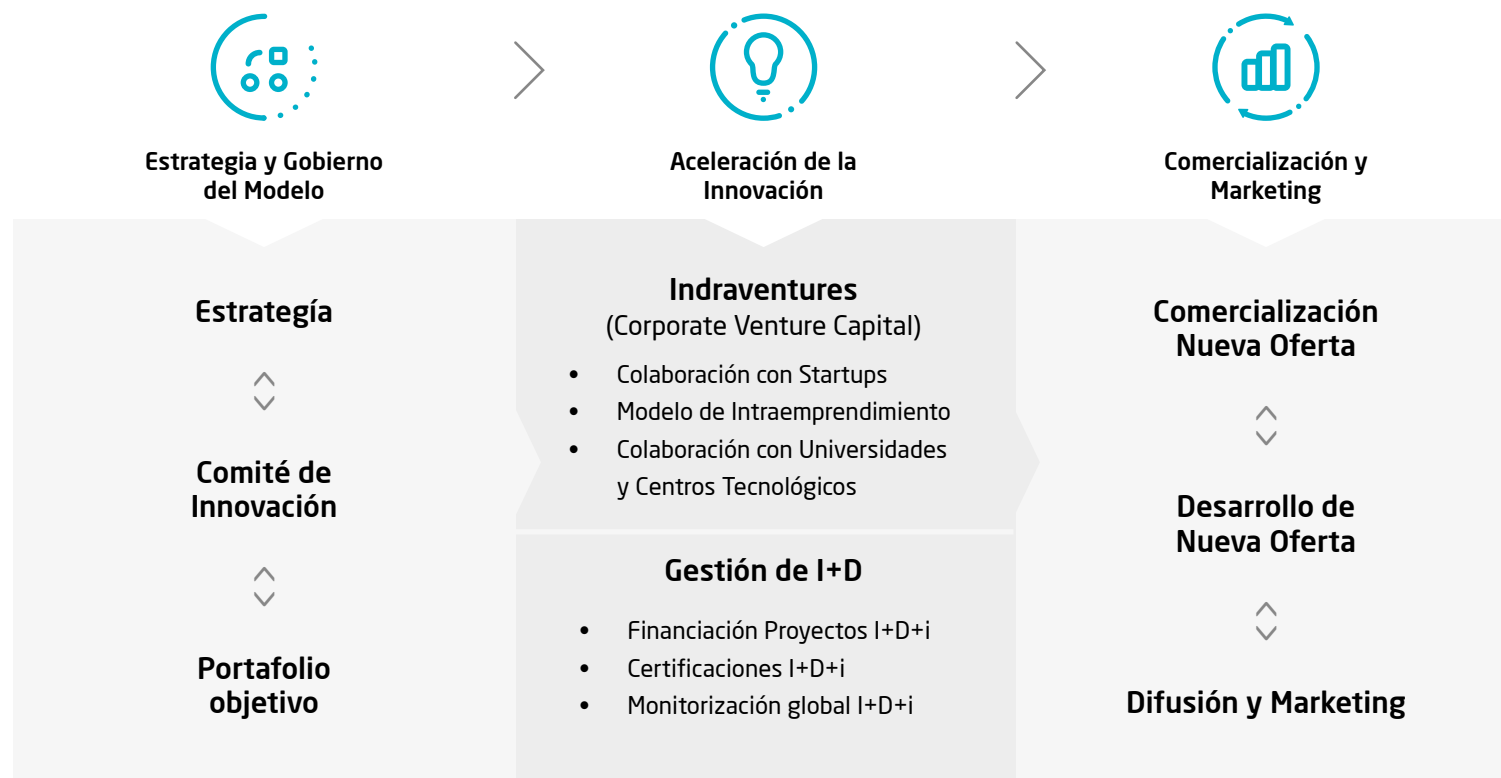 Estrategia y Gobierno
del Modelo
Aceleración de la
Innovación
Comercialización y
Marketing
Estrategía
Comité de
Innovación
Portafolio
objetivo
Indraventures
(Corporate Venture Capital)
• Colaboración con Startups
• Modelo de Intraemprendimiento
• Colaboración con Universidades
y Centros Tecnológicos
Gestión de I+D
• Financiación Proyectos I+D+i
• Certificaciones I+D+i
• Monitorización global I+D+i
Comercialización
Nueva Oferta
Desarrollo de
Nueva Oferta
Difusión y Marketing